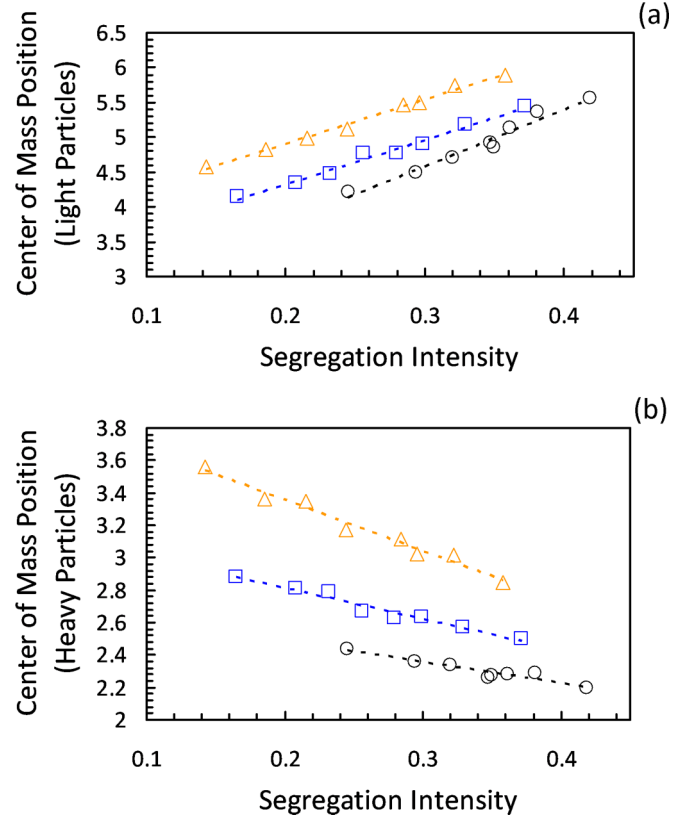 (a)
Center of Mass Position
(Light Particles)
6.5
6
5.5
5
4.5
4
3.5
3
0.1 0.2 0.3 0.4
Segregation Intensity
(b)
Center of Mass Position
(Heavy Particles)
3.8
3.6
3.4
3.2
3
2.8
2.6
2.4
2.2
2
0.1 0.2 0.3 0.4
Segregation Intensity